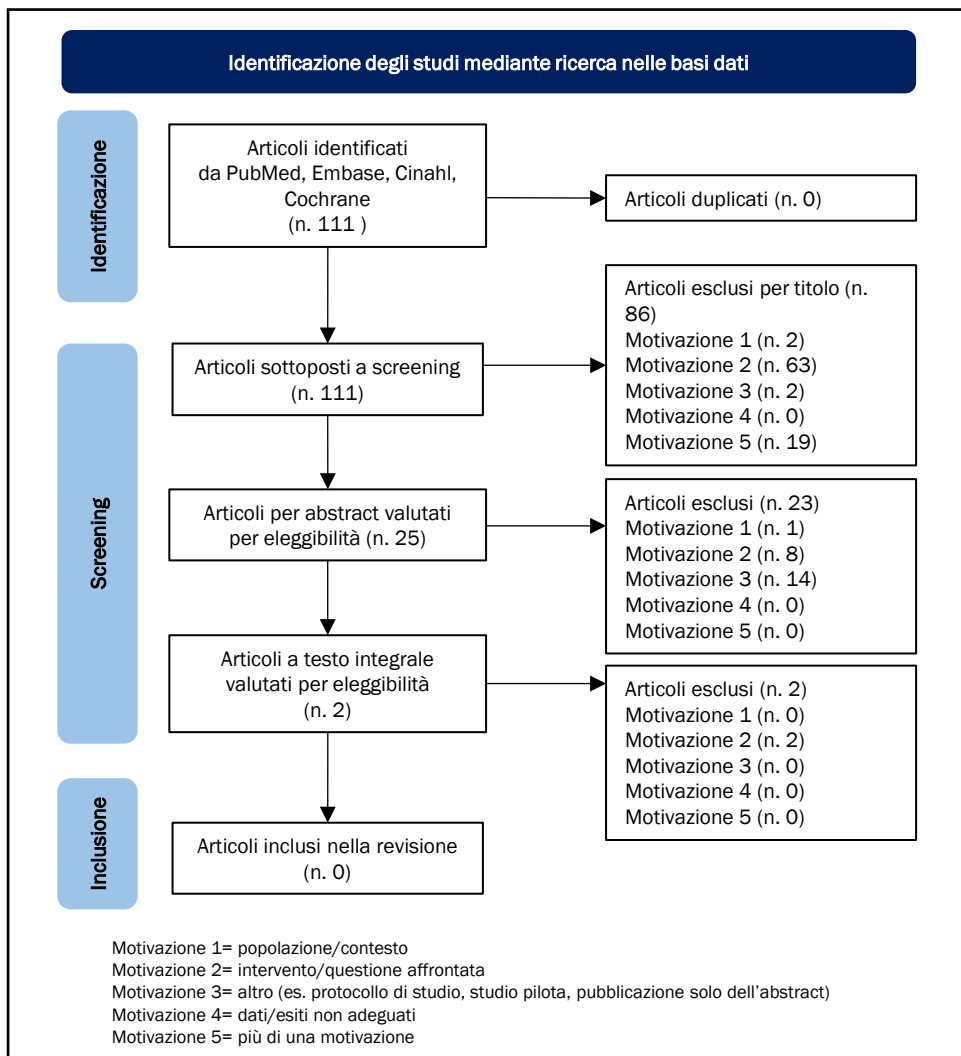 Identificazione degli studi mediante ricerca nelle basi dati
Identificazione
Articoli identificati
da PubMed, Embase, Cinahl,
Cochrane
(n. 111 )
Articoli duplicati (n. 0)
Screening
Articoli sottoposti a screening
(n. 111)
Articoli esclusi per titolo (n.
86)
Motivazione 1 (n. 2)
Motivazione 2 (n. 63)
Motivazione 3 (n. 2)
Motivazione 4 (n. 0)
Motivazione 5 (n. 19)
Articoli per abstract valutati
per eleggibilità (n. 25)
Articoli esclusi (n. 23)
Motivazione 1 (n. 1)
Motivazione 2 (n. 8)
Motivazione 3 (n. 14)
Motivazione 4 (n. 0)
Motivazione 5 (n. 0)
Articoli a testo integrale
valutati per eleggibilità
(n. 2)
Articoli esclusi (n. 2)
Motivazione 1 (n. 0)
Motivazione 2 (n. 2)
Motivazione 3 (n. 0)
Motivazione 4 (n. 0)
Motivazione 5 (n. 0)
Inclusione
Articoli inclusi nella revisione
(n. 0)
Motivazione 1= popolazione/contesto
Motivazione 2= intervento/questione affrontata
Motivazione 3= altro (es. protocollo di studio, studio pilota, pubblicazione solo dell’abstract)
Motivazione 4= dati/esiti non adeguati
Motivazione 5= più di una motivazione